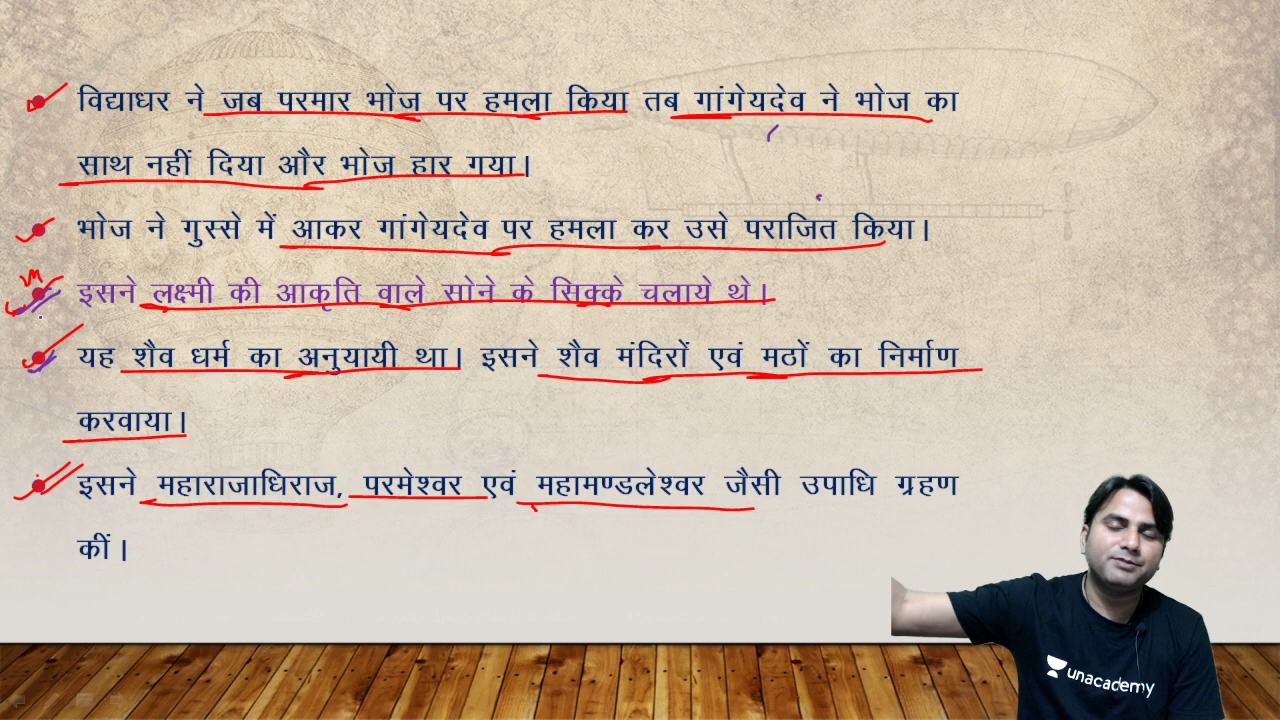 विद्याधर ने जब परमार भोज पर हमला किया तब गांगेयदेव ने भोज का
साथ नहीं दिया और भोज हार गया।
भोज ने गुस्से में आकर गांगेयदेव पर हमला कर उसे पराजित किया।
इसने लक्ष्मी की आकृति वाले सोने के सिक्के चलाये थे।
यह शैव धर्म का अनुयायी था। इसने शैव मंदिरों एवं मठों का निर्माण
करवाया।
इसने महाराजाधिराज, परमेश्वर एवं महामण्डलेश्वर जैसी उपाधि ग्रहण
कीं।
unacademy